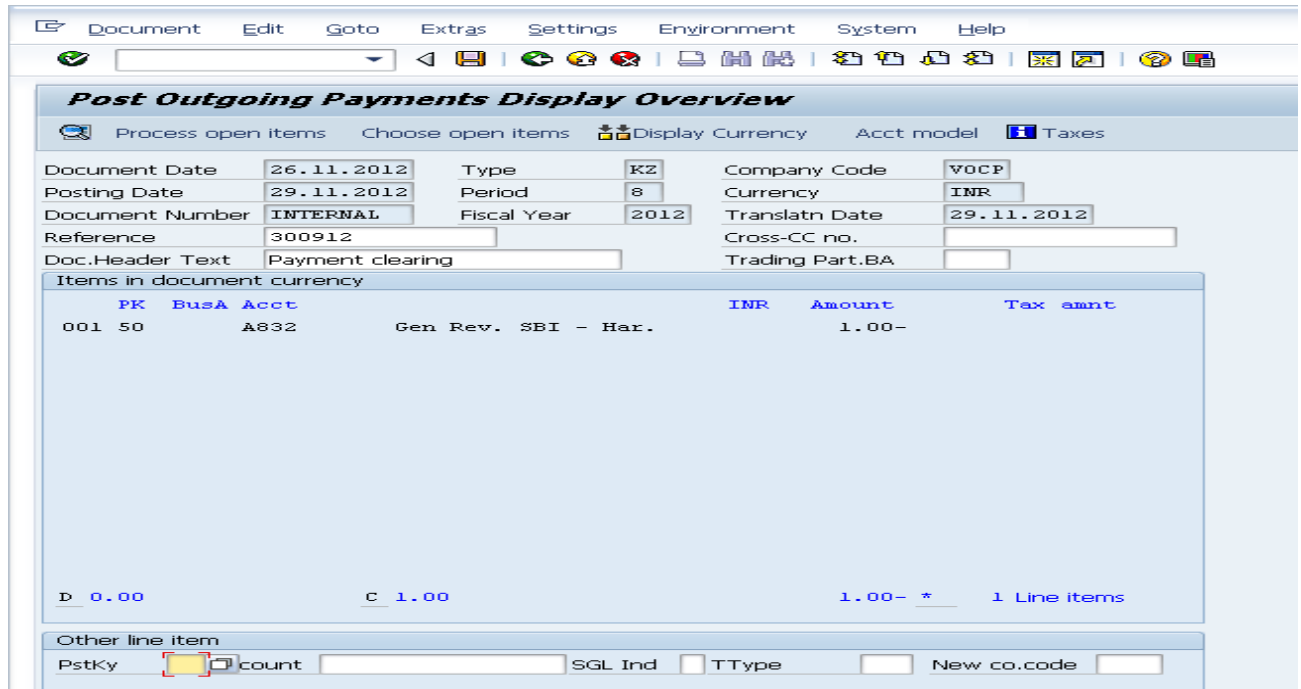 Document Edit Goto Extras Settings Environment System Help
Post Outgoing Payments Display Overview
Process open items Choose open items Display Currency Acct model Taxes
Document Date 26.11.2012 Type KZ Company Code VOCP
Posting Date 29.11.2012 Period 8 Currency INR
Document Number INTERNAL Fiscal Year 2012 Translatn Date 29.11.2012
Reference 300912 Cross-CC no.
Doc.Header Text Payment clearing Trading Part.BA
Items in document currency
PK BusA Acct INR Amount Tax amnt
001 50 A832 Gen Rev. SBI - Har. 1.00-
D 0.00 C 1.00 1.00- * 1 Line items
Other line item
PstKy count SGL Ind TType New co.code